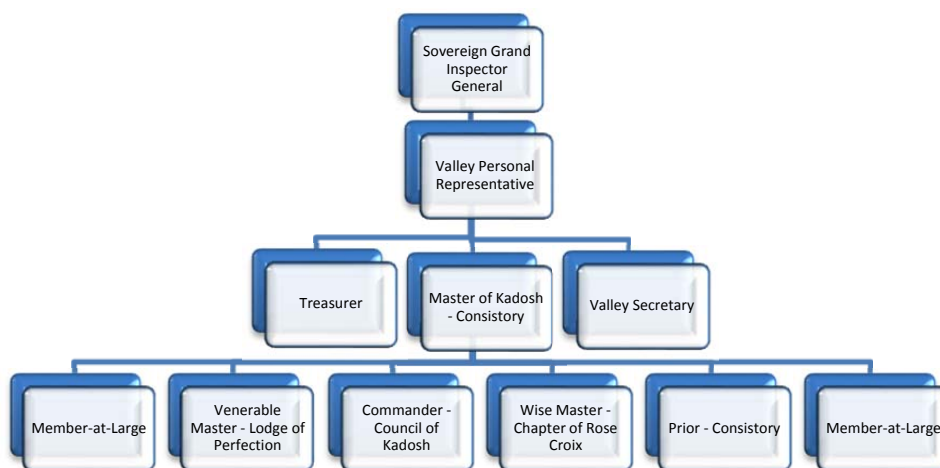 Sovereign Grand
Inspector
General
Valley Personal
Representative
Treasurer
Master of Kadosh
- Consistory
Valley Secretary
Member-at-Large
Venerable
Master - Lodge of
Perfection
Commander -
Council of
Kadosh
Wise Master -
Chapter of Rose
Croix
Prior - Consistory
Member-at-Large